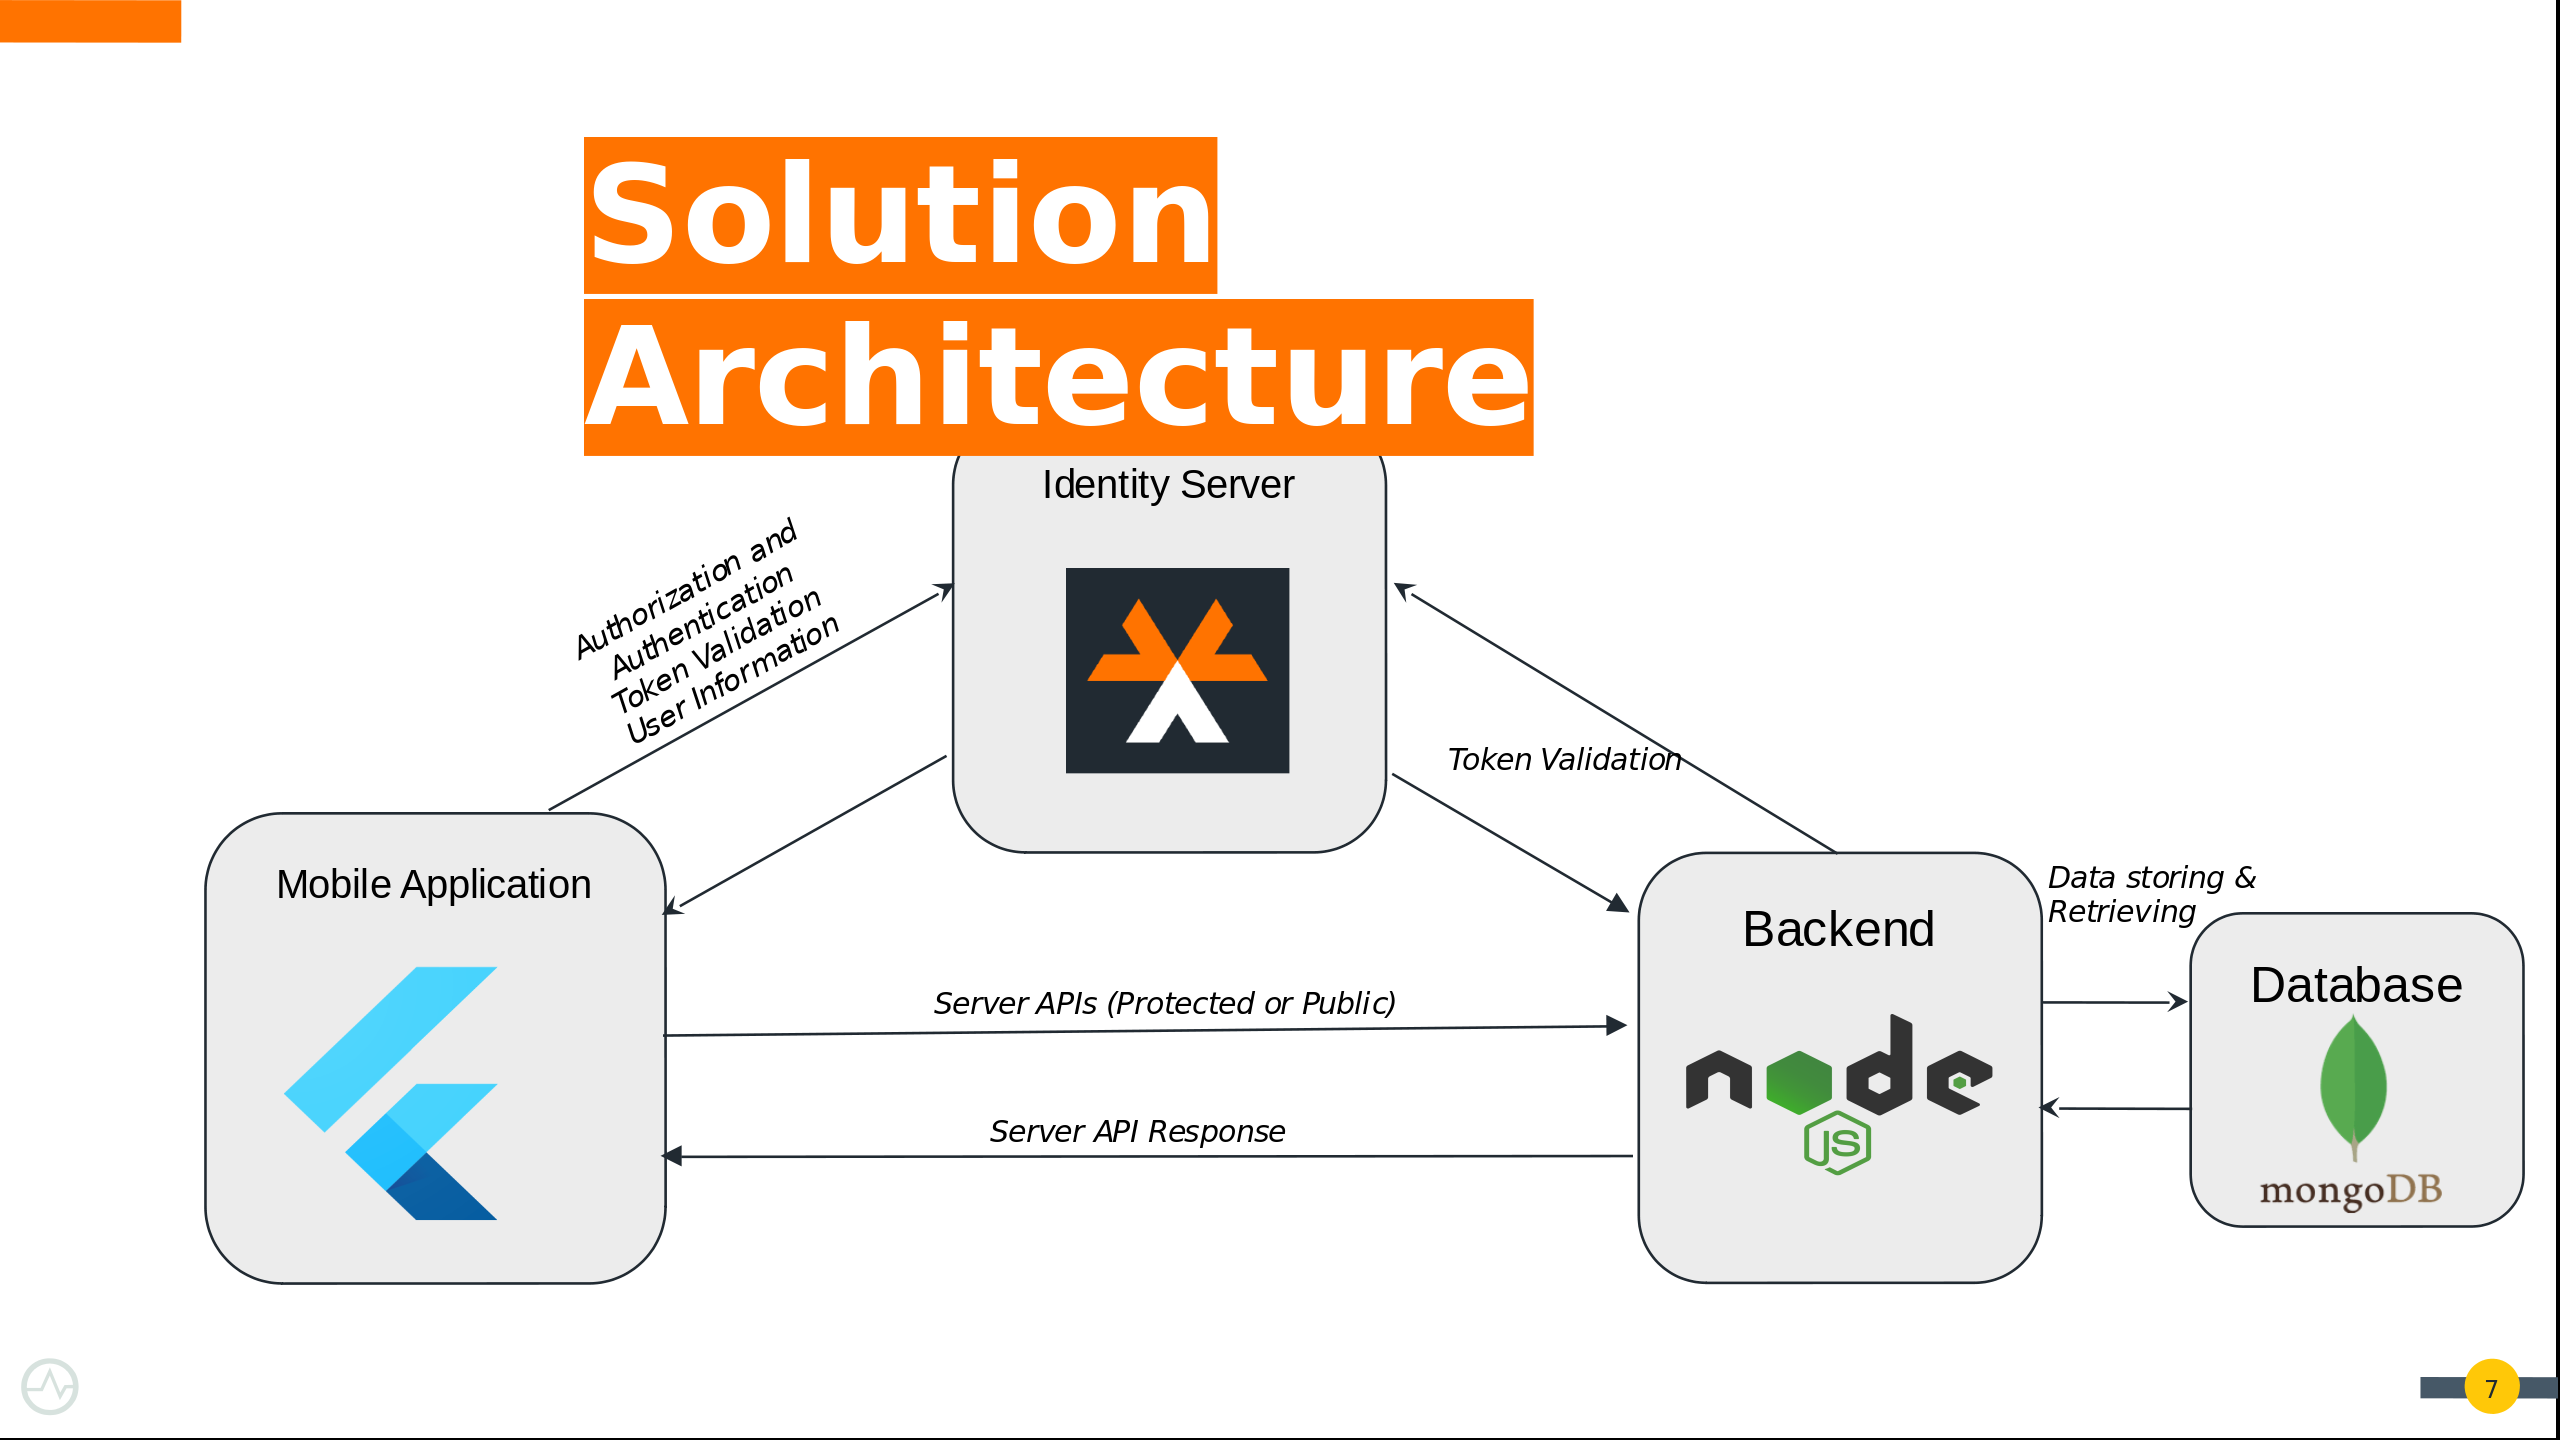 Solution
Architecture
Identity Server
Authorization and
Authentication
Token Validation
User Information
Token Validation
Mobile Application
Backend
Data storing &
Retrieving
Database
Server APIs (Protected or Public)
node
JS
Server API Response
mongoDB
7